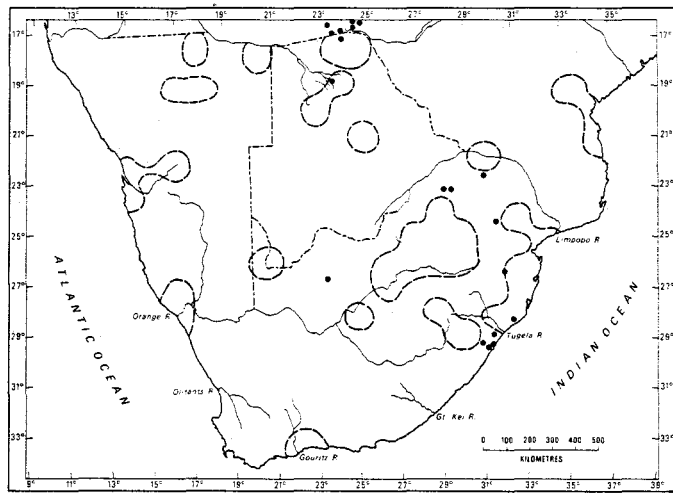 13° 15° 17° 19° 21° 23° 25° 27° 29° 31° 33° 35° 37°
17° 17°
19° 19°
21° 21°
23° 23°
Limpopo R.
25° 25°
ATLANTIC OCEAN
27° 27°
Orange R.
INDIAN OCEAN
29° 29°
Tugela R.
31° 31°
Olifants R.
Gt. Kei R.
33° 33°
0 100 200 300 400 500
KILOMETRES
Gouritz R.
9° 11° 13° 15° 17° 19° 21° 23° 25° 27° 29° 31° 33° 35° 37° 39°